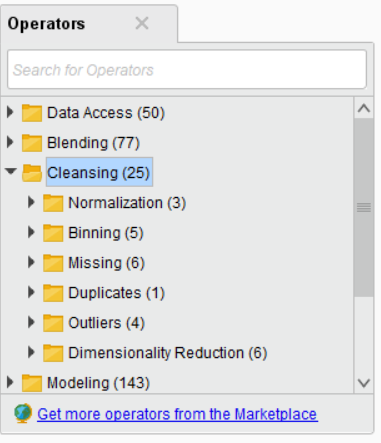 Operators
Search for Operators
Data Access (50)
Blending (77)
Cleansing (25)
Normalization (3)
Binning (5)
Missing (6)
Duplicates (1)
Outliers (4)
Dimensionality Reduction (6)
Modeling (143)
Get more operators from the Marketplace